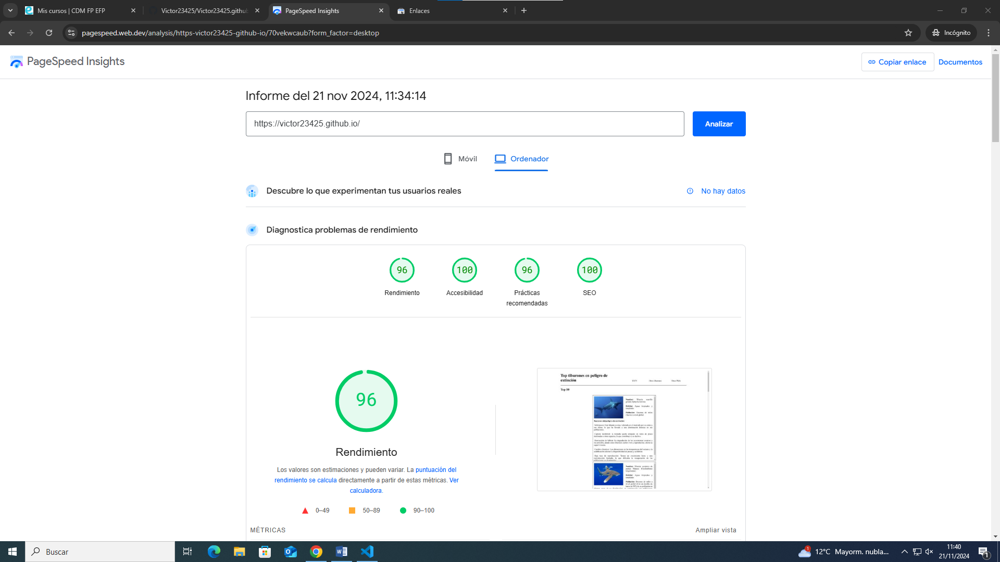 Mis cursos | CDM FP EFP
Victor23425/Victor23425.githu
PageSpeed Insights
Enlaces
pagespeed.web.dev/analysis/https-victor23425-github-io/70vekwcaub?form_factor=desktop
Incógnito
PageSpeed Insights
Copiar enlace
Documentos
Informe del 21 nov 2024, 11:34:14
https://victor23425.github.io/
Analizar
Móvil
Ordenador
Descubre lo que experimentan tus usuarios reales
No hay datos
Diagnostica problemas de rendimiento
96
100
96
100
Rendimiento
Accesibilidad
Prácticas
recomendadas
SEO
96
Rendimiento
Los valores son estimaciones y pueden variar. La puntuación del
rendimiento se calcula directamente a partir de estas métricas. Ver
calculadora.
0–49
50–89
90–100
Top tiburones en peligro de
extinción
Top 10
MÉTRICAS
Ampliar vista
Buscar
1
12°C Mayorm. nubla...
11:40
21/11/2024
1